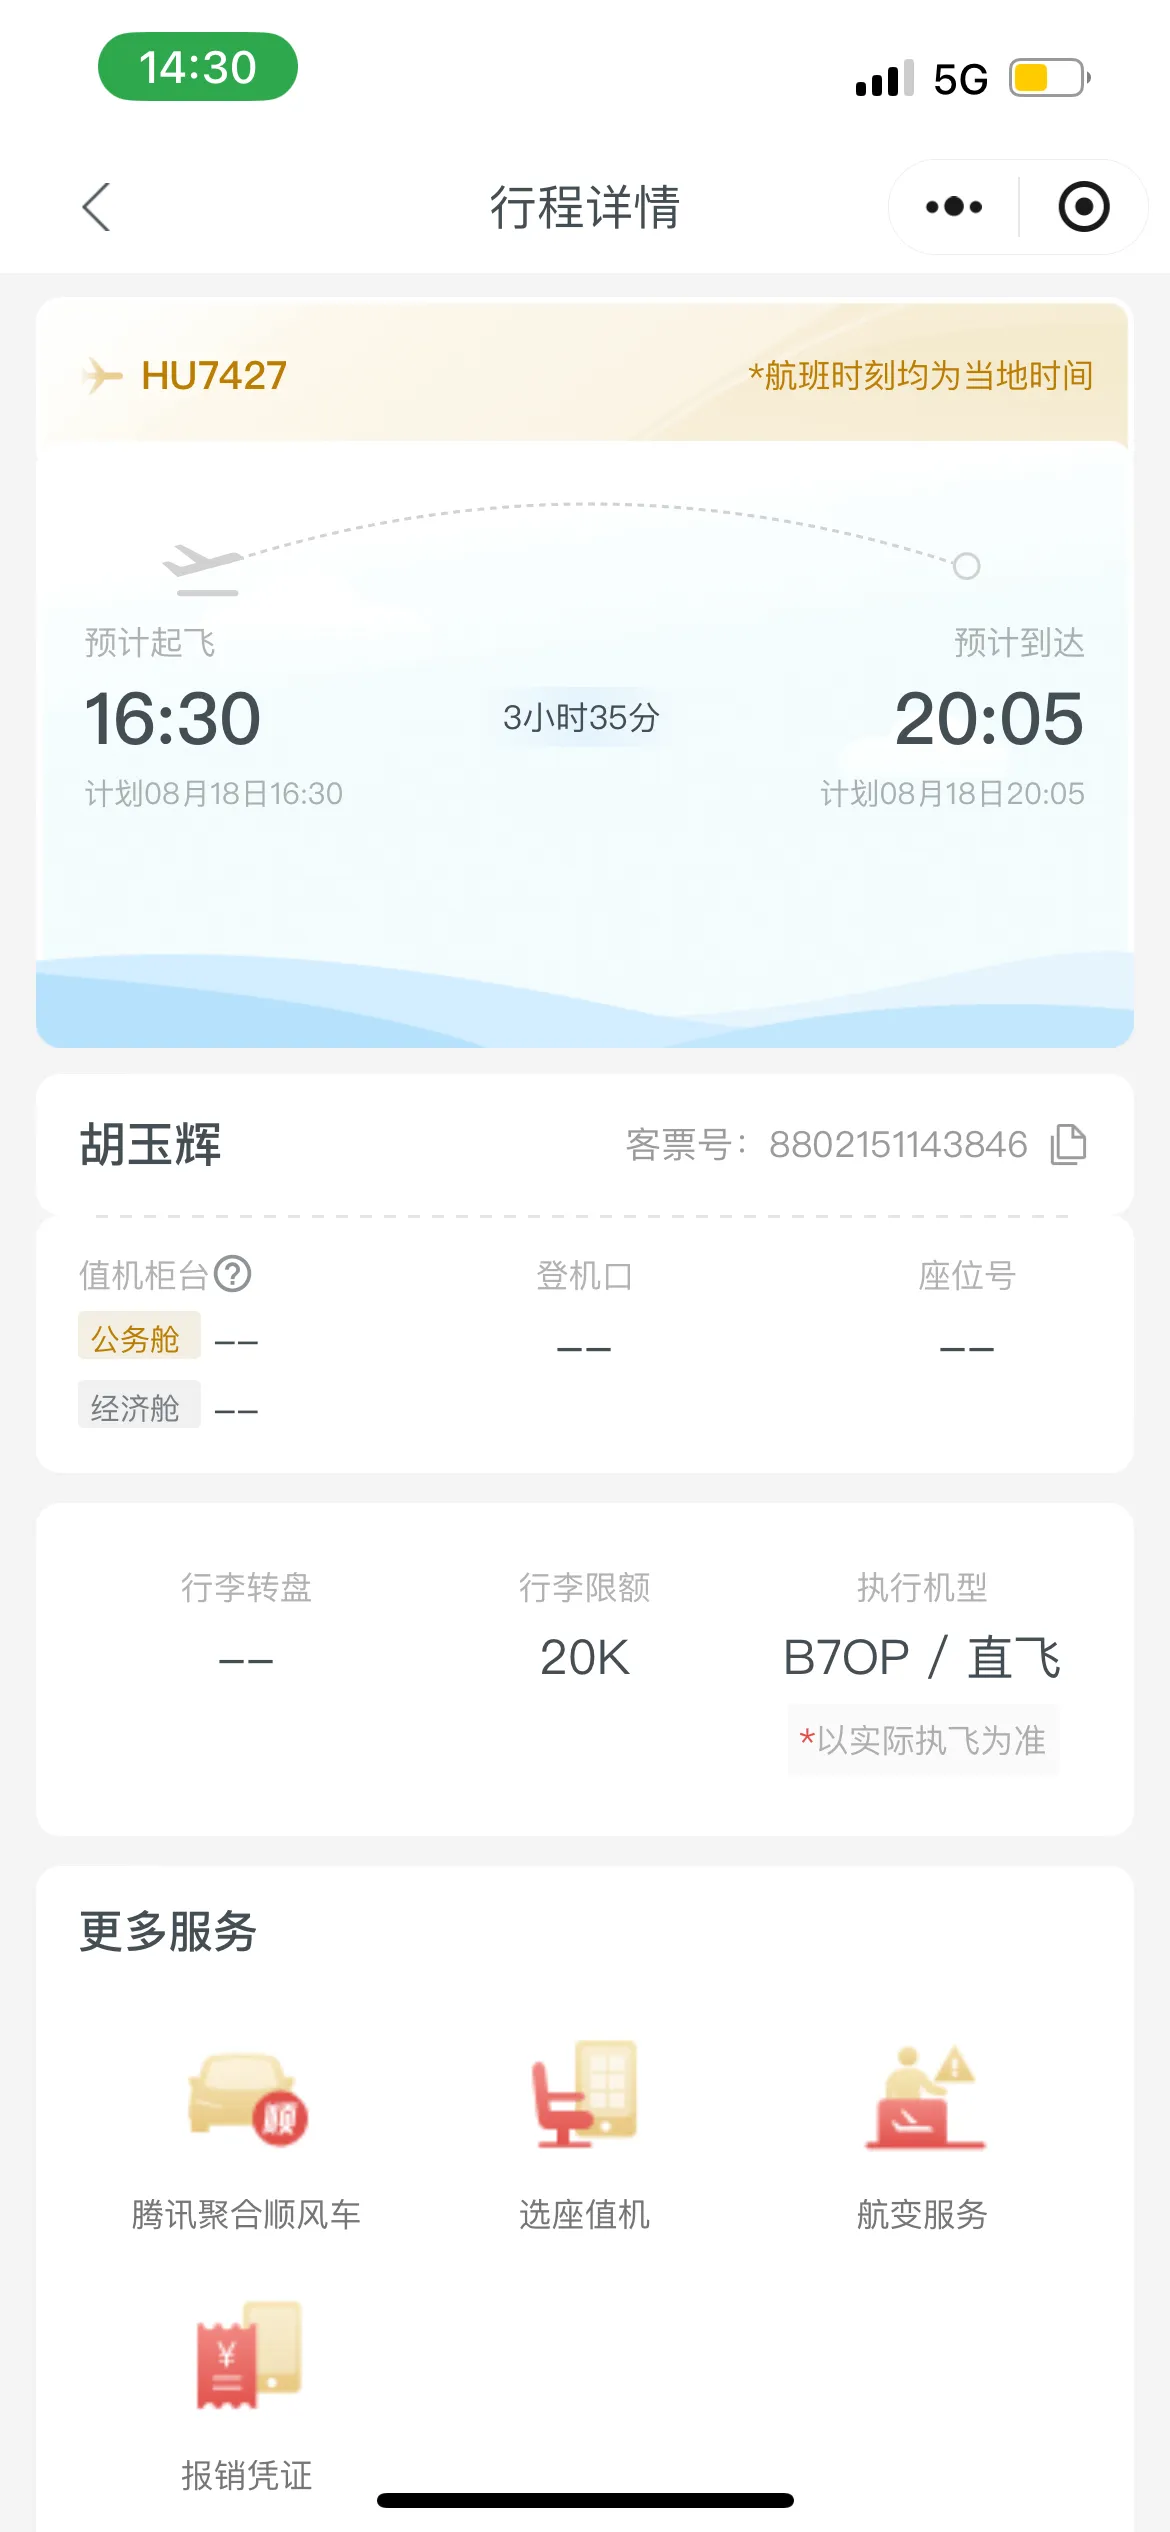 14:30
5G
行程详情
HU7427
*航班时刻均为当地时间
预计起飞
预计到达
16:30
3小时35分
20:05
计划08月18日16:30
计划08月18日20:05
胡玉辉
客票号：8802151143846
值机柜台?
登机口
座位号
公务舱 --
--
--
经济舱 --
行李转盘
行李限额
执行机型
--
20K
B7OP / 直飞
*以实际执飞为准
更多服务
顺
腾讯聚合顺风车
选座值机
航变服务
¥
报销凭证